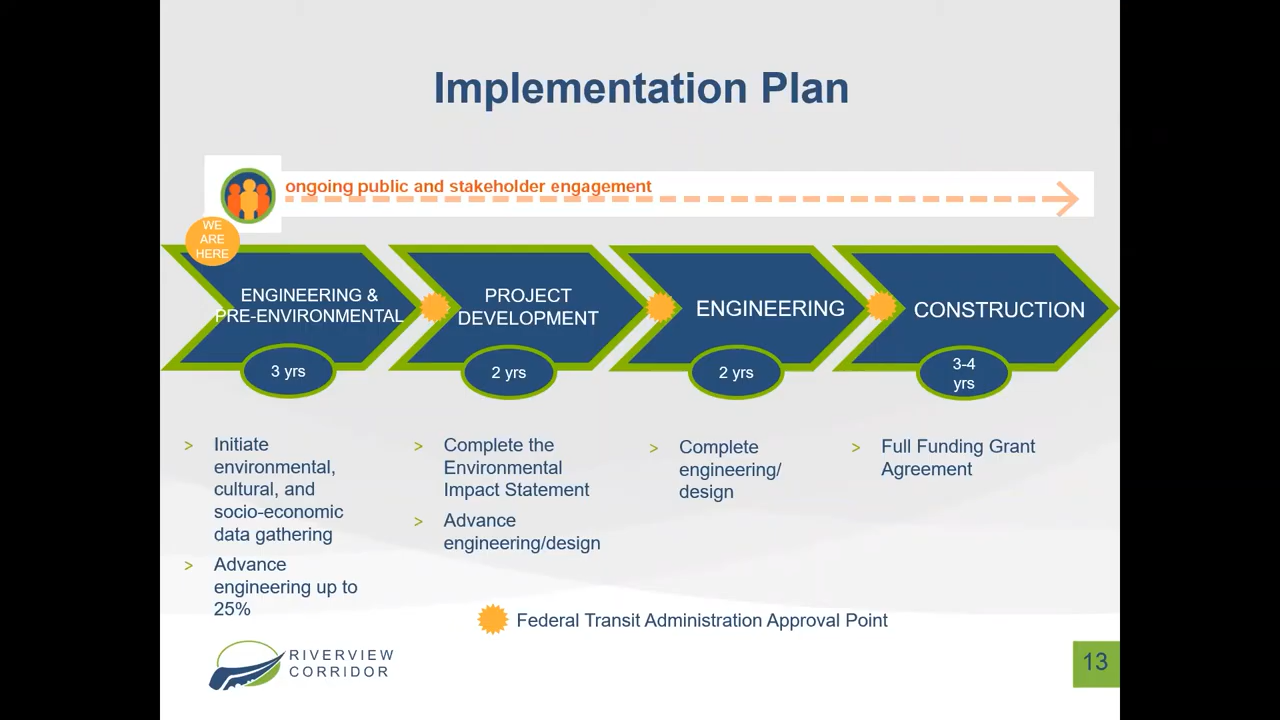 Implementation Plan
ongoing public and stakeholder engagement
WE
ARE
HERE
ENGINEERING &
PRE-ENVIRONMENTAL
3 yrs
PROJECT
DEVELOPMENT
2 yrs
ENGINEERING
2 yrs
CONSTRUCTION
3-4
yrs
> Initiate
environmental,
cultural, and
socio-economic
data gathering
> Advance
engineering up to
25%
> Complete the
Environmental
Impact Statement
> Advance
engineering/design
> Complete
engineering/
design
> Full Funding Grant
Agreement
Federal Transit Administration Approval Point
RIVERVIEW
CORRIDOR
13